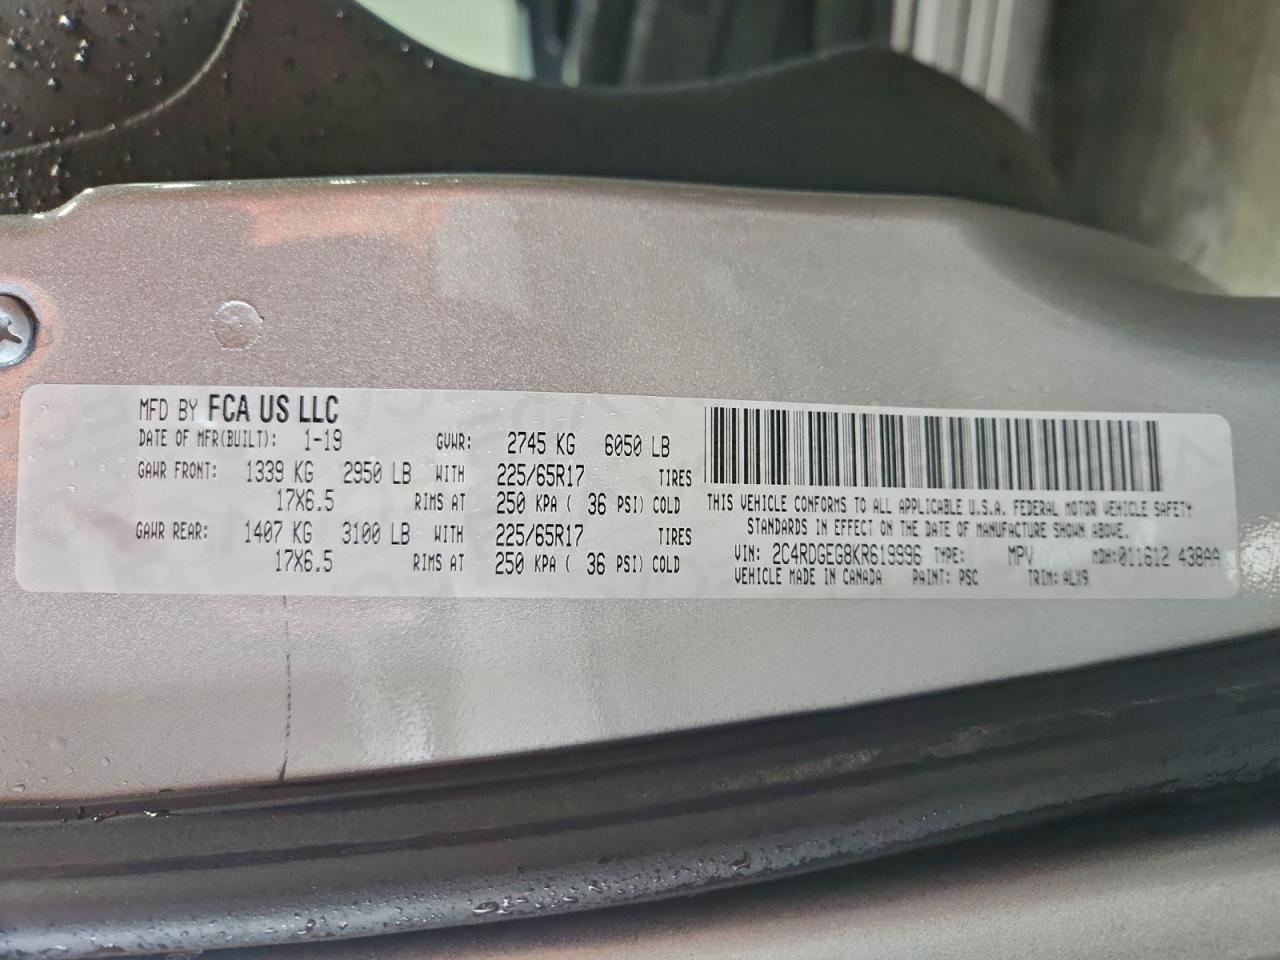 MFD BY FCA US LLC
DATE OF MFR(BUILT): 1-19 GVWR: 2745 KG 6050 LB
GAWR FRONT: 1339 KG 2950 LB WITH 225/65R17 TIRES
17X6.5 RIMS AT 250 KPA ( 36 PSI) COLD
GAWR REAR: 1407 KG 3100 LB WITH 225/65R17 TIRES
17X6.5 RIMS AT 250 KPA ( 36 PSI) COLD
THIS VEHICLE CONFORMS TO ALL APPLICABLE U.S.A. FEDERAL MOTOR VEHICLE SAFETY
STANDARDS IN EFFECT ON THE DATE OF MANUFACTURE SHOWN ABOVE.
VIN: 2C4RDGEG8KR619996 TYPE: MPV MDH:011612 438AA
VEHICLE MADE IN CANADA PAINT: PSC TRIM: ALX9